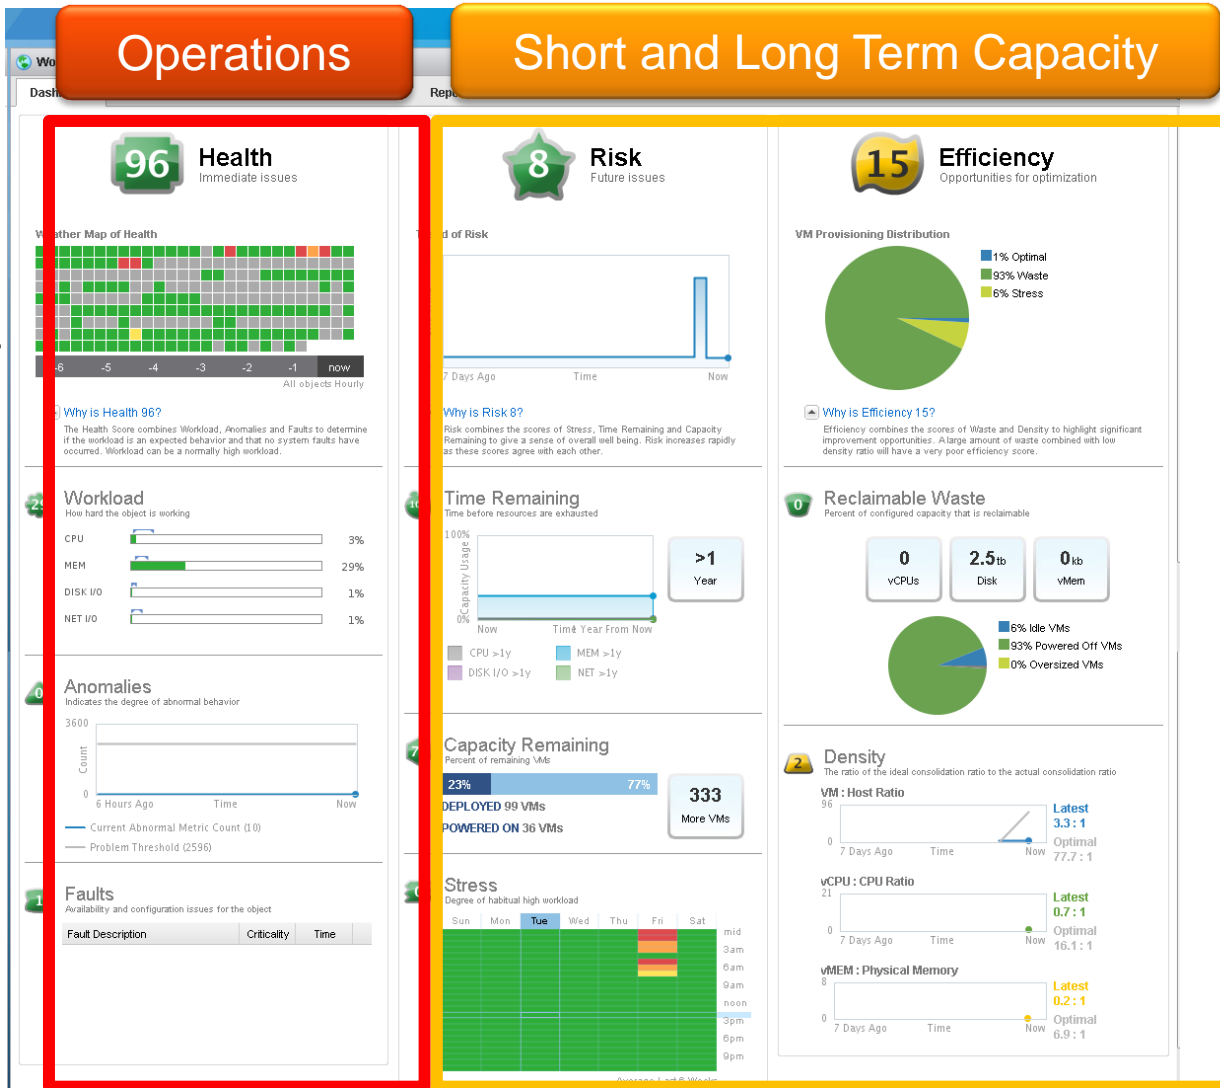 Operations
Short and Long Term Capacity
Wo
Dash
Repo
96
Health
Immediate issues
Weather Map of Health
-6 -5 -4 -3 -2 -1 now
All objects Hourly
Why is Health 96?
The Health Score combines Workload, Anomalies and Faults to determine
if the workload is an expected behavior and that no system faults have
occurred. Workload can be a normally high workload.
29
Workload
How hard the object is working
CPU 3%
MEM 29%
DISK I/O 1%
NET I/O 1%
0
Anomalies
Indicates the degree of abnormal behavior
3600
Count
0
6 Hours Ago Time Now
Current Abnormal Metric Count (10)
Problem Threshold (2596)
1
Faults
Availability and configuration issues for the object
Fault Description Criticality Time
8
Risk
Future issues
Trend of Risk
7 Days Ago Time Now
Why is Risk 8?
Risk combines the scores of Stress, Time Remaining and Capacity
Remaining to give a sense of overall well being. Risk increases rapidly
as these scores agree with each other.
Time Remaining
Time before resources are exhausted
100%
Capacity Usage
0%
Now Time 1 Year From Now
>1
Year
CPU >1y MEM >1y
DISK I/O >1y NET >1y
7
Capacity Remaining
Percent of remaining VMs
23% 77%
DEPLOYED 99 VMs
POWERED ON 36 VMs
333
More VMs
0
Stress
Degree of habitual high workload
Sun Mon Tue Wed Thu Fri Sat
mid
3am
6am
9am
noon
3pm
6pm
9pm
Average Last 6 Weeks
15
Efficiency
Opportunities for optimization
VM Provisioning Distribution
1% Optimal
93% Waste
6% Stress
Why is Efficiency 15?
Efficiency combines the scores of Waste and Density to highlight significant
improvement opportunities. A large amount of waste combined with low
density ratio will have a very poor efficiency score.
0
Reclaimable Waste
Percent of configured capacity that is reclaimable
0
vCPUs
2.5tb
Disk
0kb
vMem
6% Idle VMs
93% Powered Off VMs
0% Oversized VMs
2
Density
The ratio of the ideal consolidation ratio to the actual consolidation ratio
VM : Host Ratio
96
0
7 Days Ago Time Now
Latest
3.3 : 1
Optimal
77.7 : 1
vCPU : CPU Ratio
21
0
7 Days Ago Time Now
Latest
0.7 : 1
Optimal
16.1 : 1
vMEM : Physical Memory
8
0
7 Days Ago Time Now
Latest
0.2 : 1
Optimal
6.9 : 1